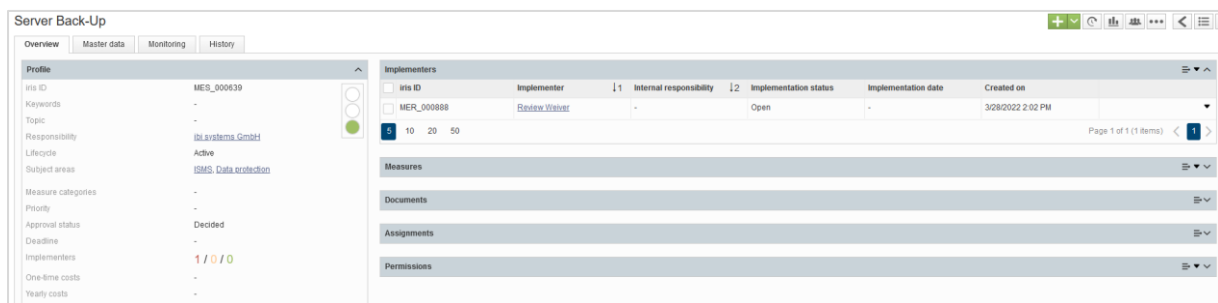 Server Back-Up
Overview Master data Monitoring History
Profile
iris ID MES_000639
Keywords -
Topic -
Responsibility ibi systems GmbH
Lifecycle Active
Subject areas ISMS, Data protection
Measure categories -
Priority -
Approval status Decided
Deadline -
Implementers 1 / 0 / 0
One-time costs -
Yearly costs -
Implementers
iris ID Implementer 1 Internal responsibility 2 Implementation status Implementation date Created on
MER_000888 Review Weiver - Open - 3/28/2022 2:02 PM
5 10 20 50 Page 1 of 1 (1 items) < 1 >
Measures
Documents
Assignments
Permissions